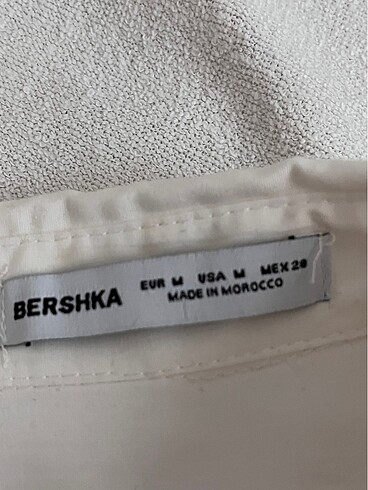 BERSHKA
EUR M USA M MEX 28
MADE IN MOROCCO